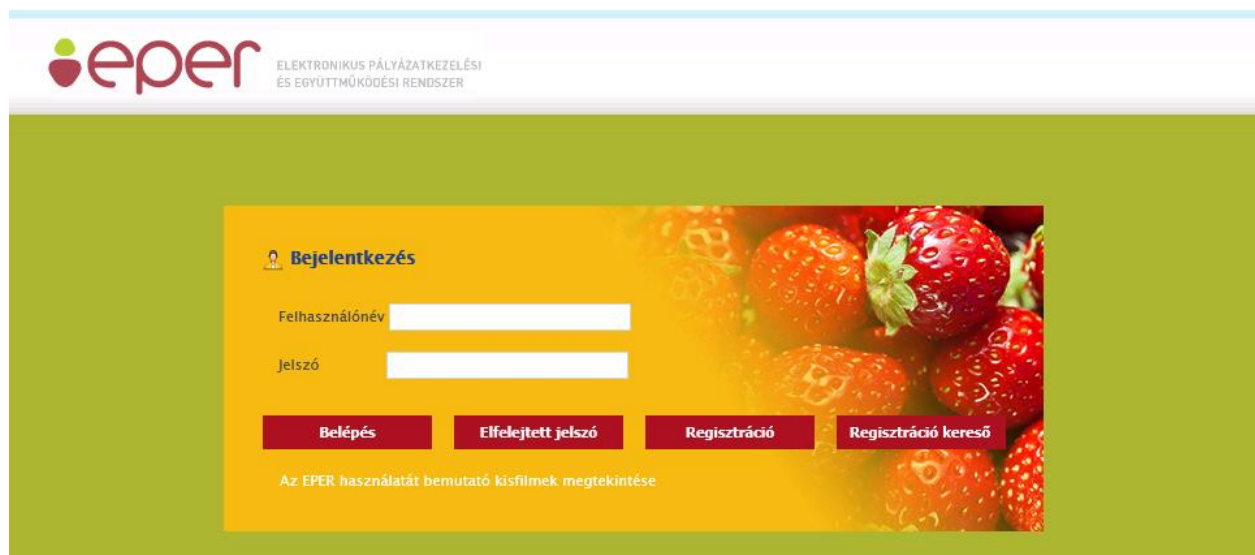 eper
ELEKTRONIKUS PÁLYÁZATKEZELÉSI
ÉS EGYÜTTMŰKÖDÉSI RENDSZER
Bejelentkezés
Felhasználónév
Jelszó
Belépés
Elfelejtett jelszó
Regisztráció
Regisztráció kereső
Az EPER használatát bemutató kisfilmek megtekintése